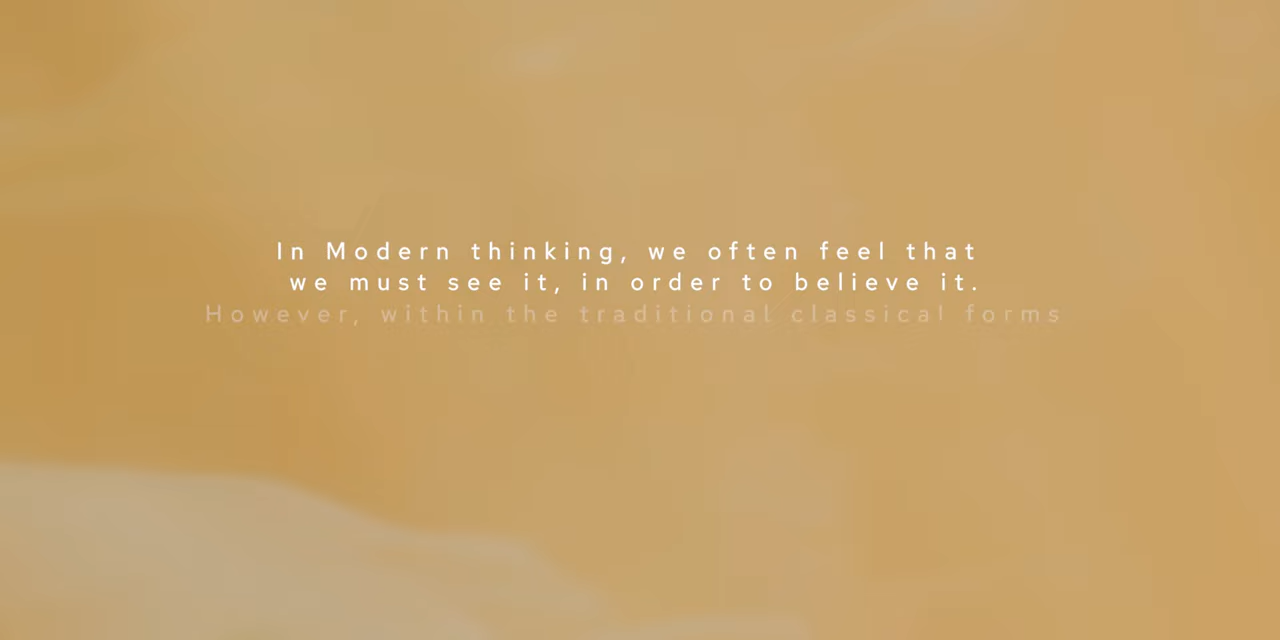 In Modern thinking, we often feel that
we must see it, in order to believe it.
However, within the traditional classical forms